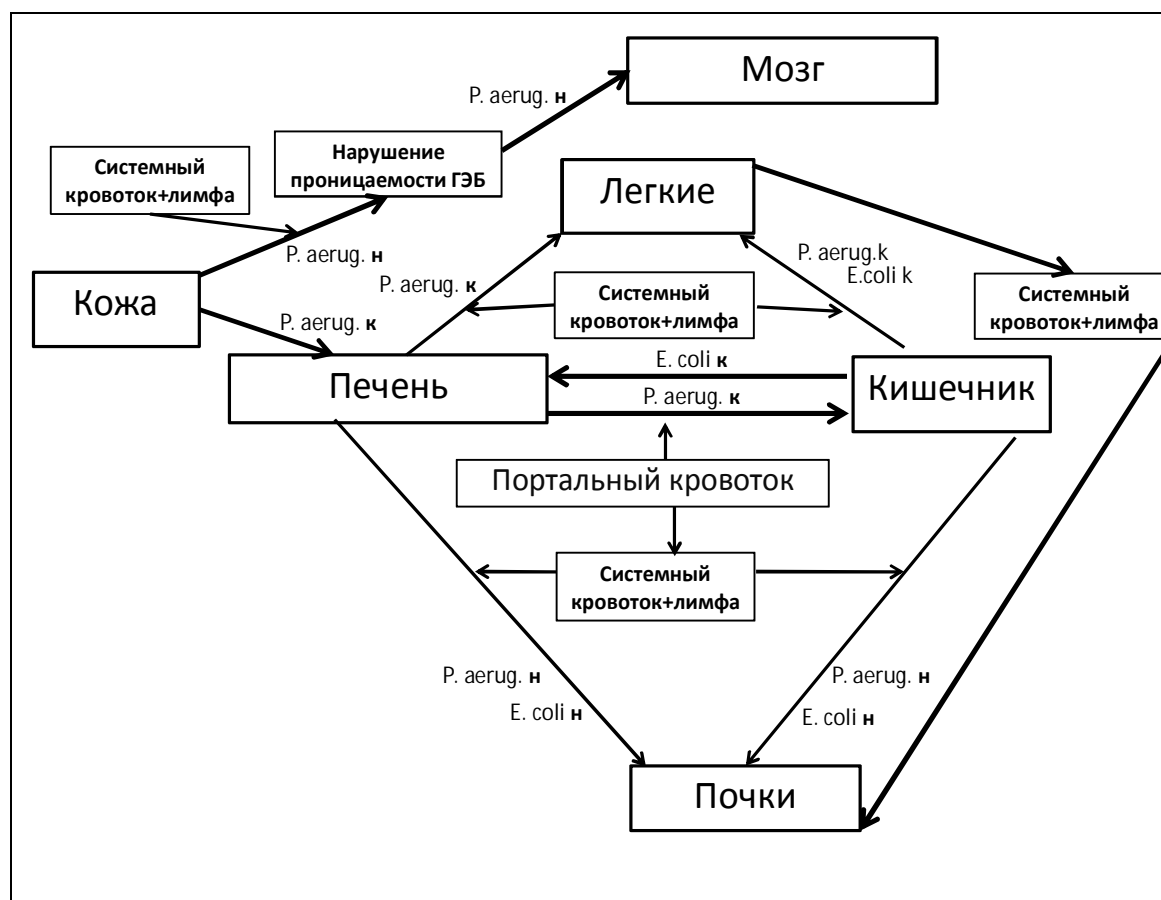 Мозг
P. aerug. н
Системный
кровоток+лимфа
Нарушение
проницаемости ГЭБ
Легкие
P. aerug. н
P. aerug.k
E.coli k
P. aerug. к
Кожа
Системный
кровоток+лимфа
Системный
кровоток+лимфа
P. aerug. к
E. coli к
Печень
Кишечник
P. aerug. к
Портальный кровоток
Системный
кровоток+лимфа
P. aerug. н
E. coli н
P. aerug. н
E. coli н
Почки